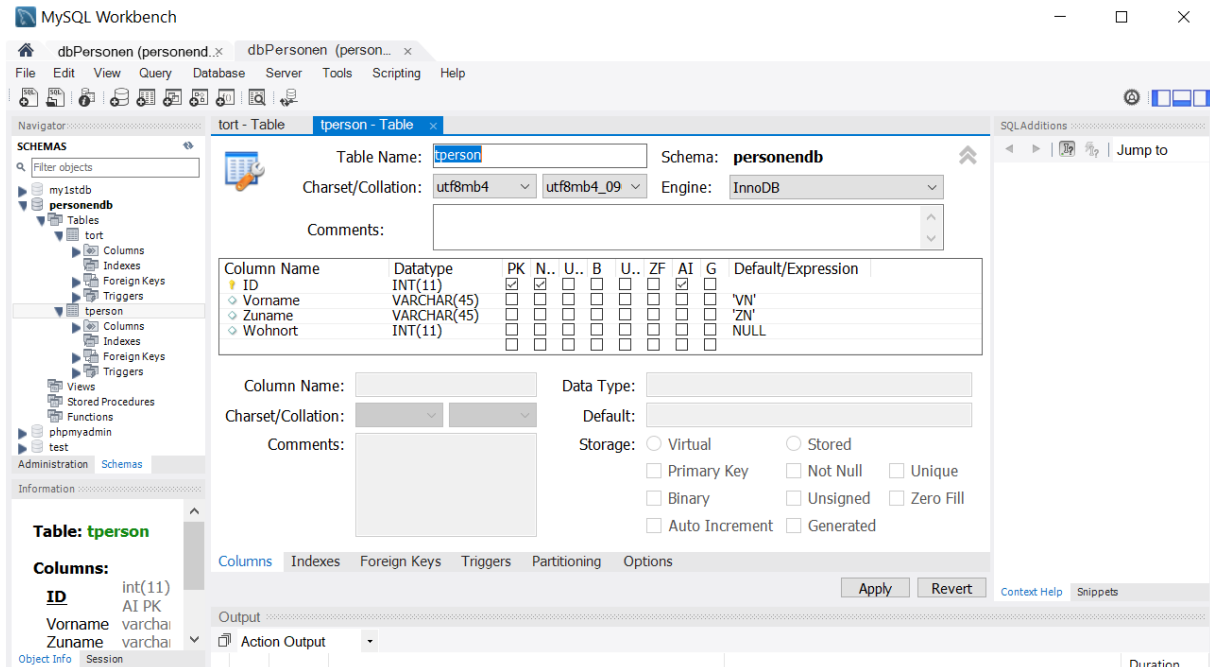 MySQL Workbench
dbPersonen (personend.. × dbPersonen (person... ×
File Edit View Query Database Server Tools Scripting Help
Navigator
SCHEMAS
Filter objects
my1stdb
personendb
Tables
tort
Columns
Indexes
Foreign Keys
Triggers
tperson
Columns
Indexes
Foreign Keys
Triggers
Views
Stored Procedures
Functions
phpmyadmin
test
Administration Schemas
Information
Table: tperson
Columns:
ID int(11)
AI PK
Vorname varchar
Zuname varchar
Object Info Session
tort - Table tperson - Table ×
Table Name: tperson Schema: personendb
Charset/Collation: utf8mb4 utf8mb4_09 Engine: InnoDB
Comments:
Column Name Datatype PK N.. U.. B U.. ZF AI G Default/Expression
ID INT(11)
Vorname VARCHAR(45) 'VN'
Zuname VARCHAR(45) 'ZN'
Wohnort INT(11) NULL
Column Name: Data Type:
Charset/Collation: Default:
Comments: Storage: Virtual Stored
Primary Key Not Null Unique
Binary Unsigned Zero Fill
Auto Increment Generated
Columns Indexes Foreign Keys Triggers Partitioning Options
Apply Revert
Output
Action Output
Duration
SQLAdditions
Jump to
Context Help Snippets